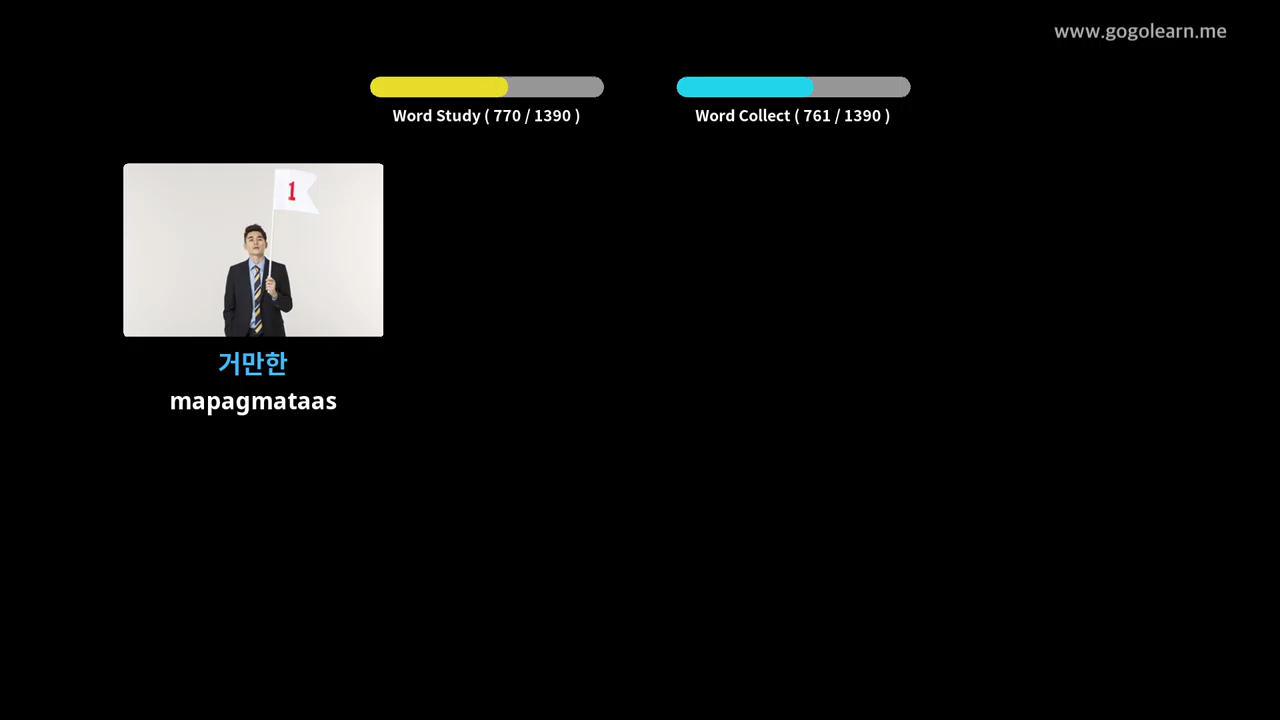 www.gogolearn.me
Word Study ( 770 / 1390 )
Word Collect ( 761 / 1390 )
1
거만한
mapagmataas